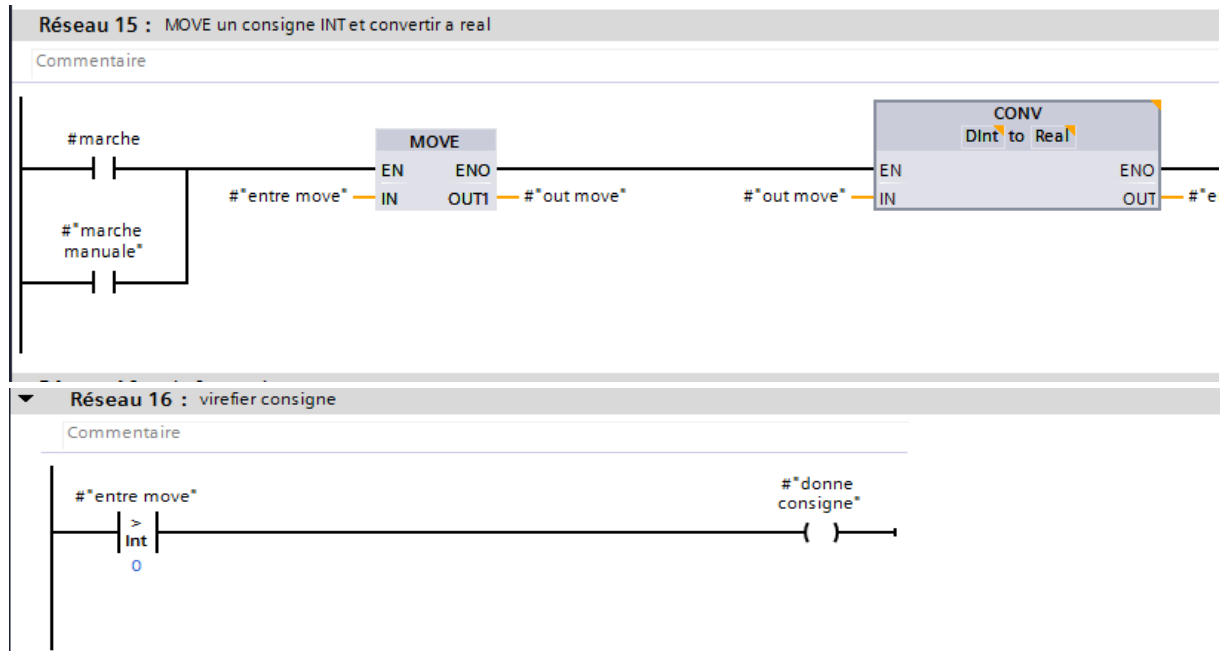 Réseau 15 : MOVE un consigne INT et convertir a real
Commentaire
#marche
MOVE
CONV
DInt to Real
EN ENO
EN ENO
#"entre move" IN OUT1 #"out move"
#"out move" IN OUT #"e
#"marche
manuale"
Réseau 16 : virefier consigne
Commentaire
#"entre move"
>
Int
0
#"donne
consigne"